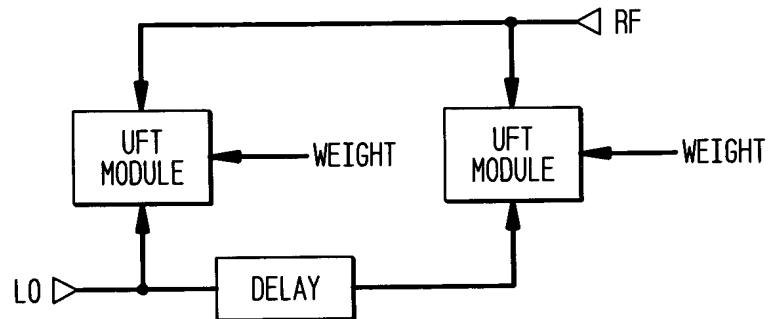 RF
UFT
MODULE
WEIGHT
UFT
MODULE
WEIGHT
LO
DELAY